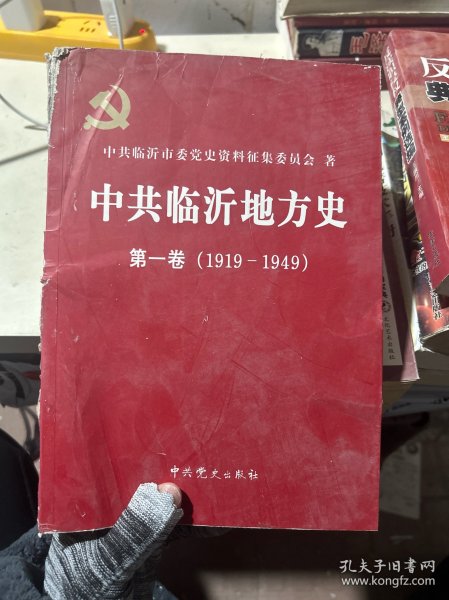 中共临沂市委党史资料征集委员会 著
中共临沂地方史
第一卷（1919－1949）
中共党史出版社
反
典
孔夫子旧书网
www.kongfz.com